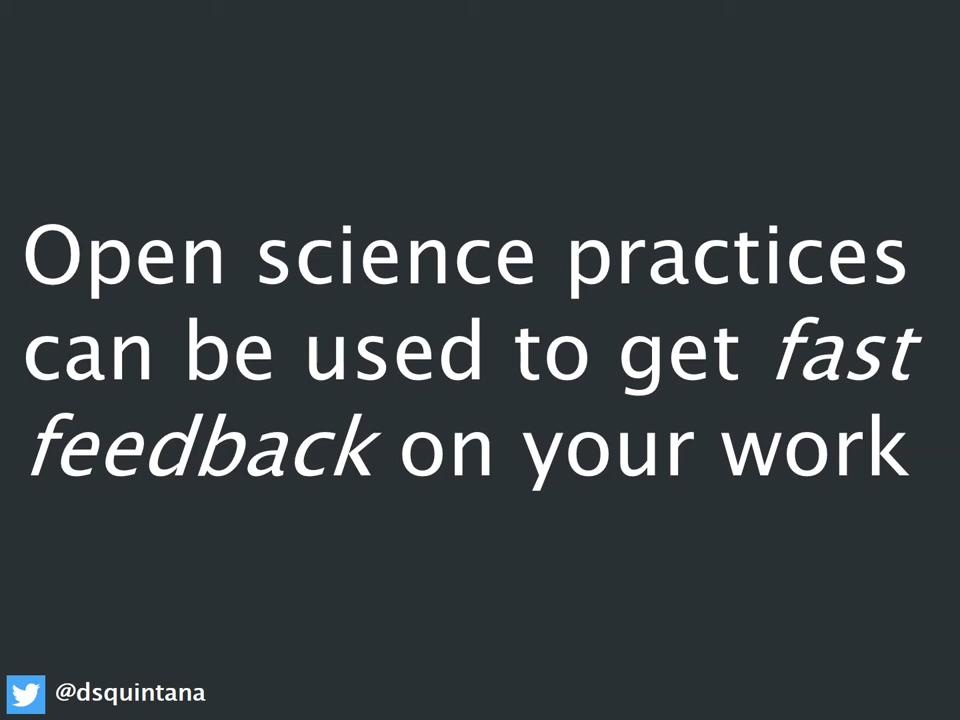 Open science practices
can be used to get fast
feedback on your work
@dsquintana